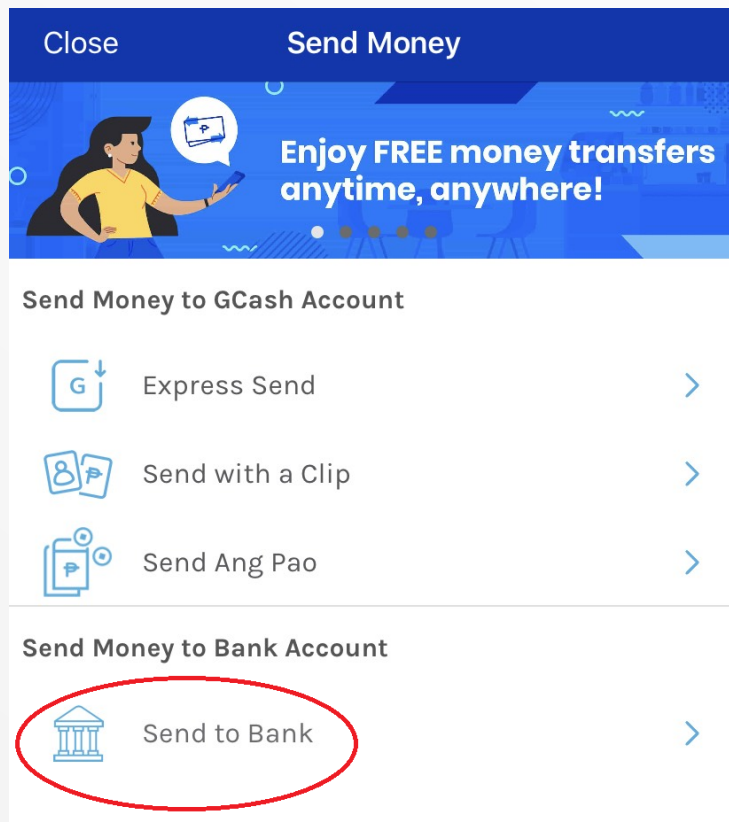 Close
Send Money
Enjoy FREE money transfers
anytime, anywhere!
Send Money to GCash Account
G
Express Send
Send with a Clip
Send Ang Pao
Send Money to Bank Account
Send to Bank